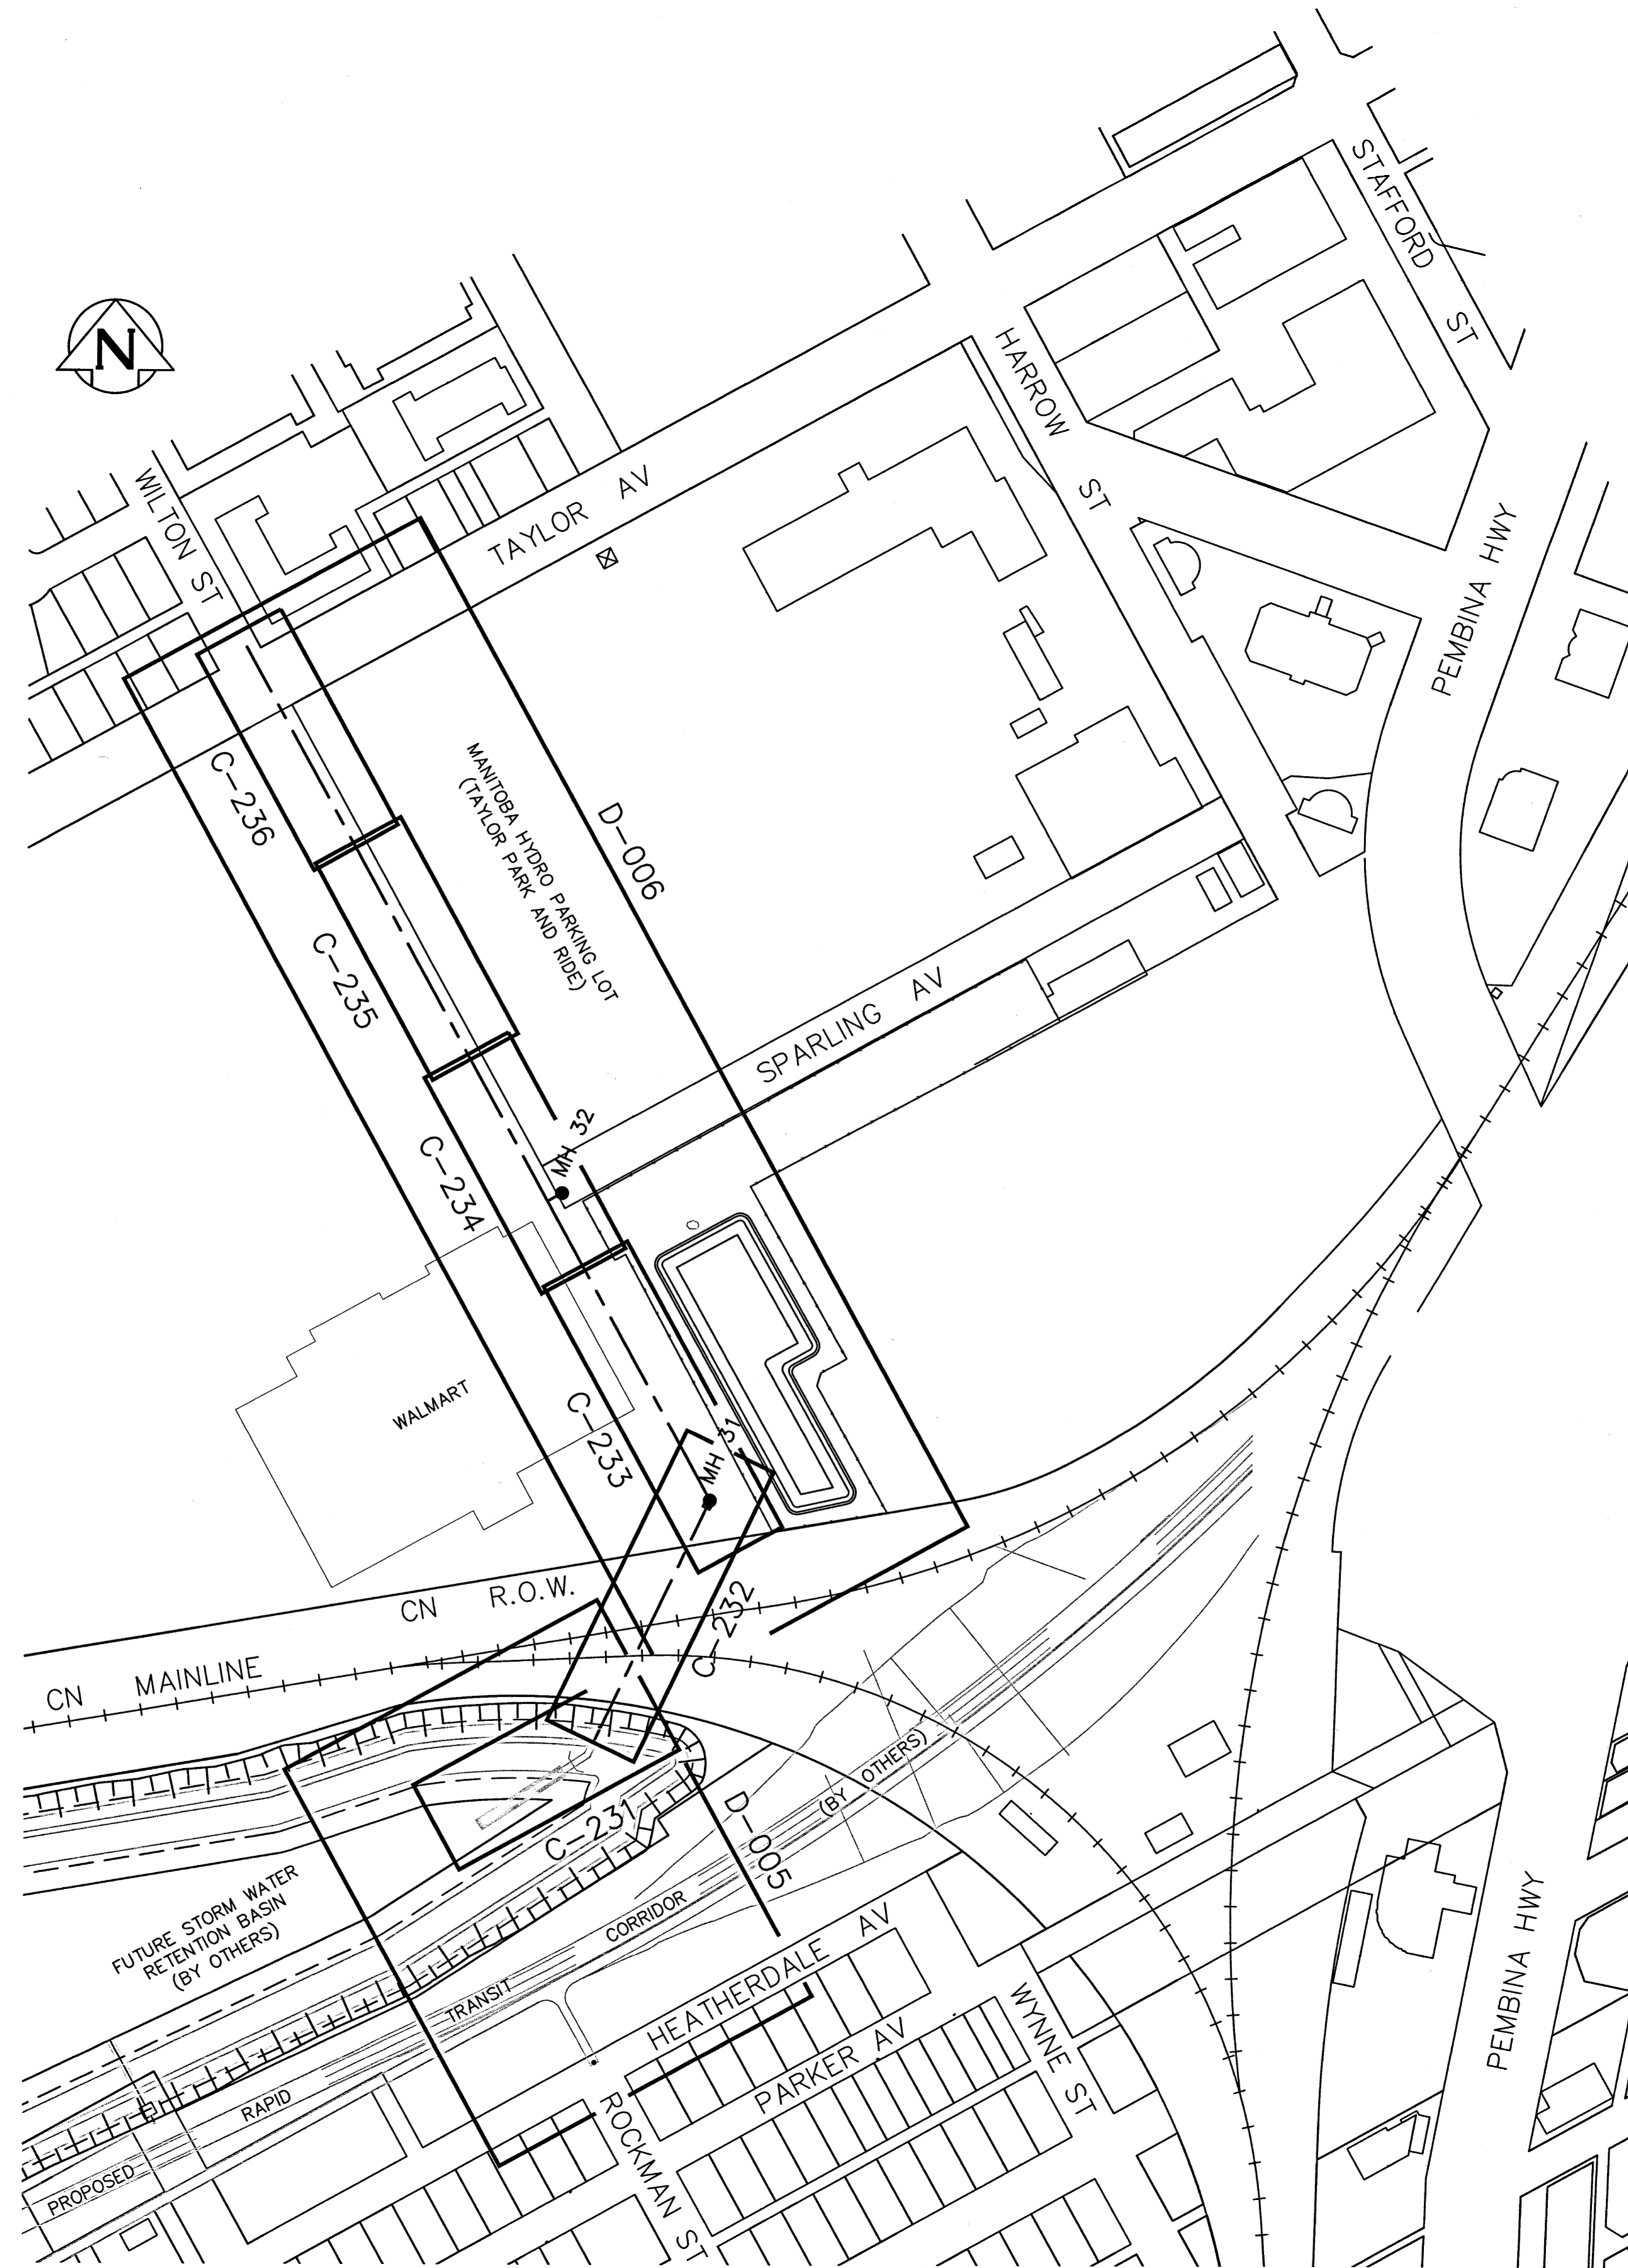 STAFFORD ST
N
HARROW ST
WILTON ST
TAYLOR AV
PEMBINA HWY
C-236
MANITOBA HYDRO PARKING LOT
(TAYLOR PARK AND RIDE)
D-006
C-235
SPARLING AV
MH 32
C-234
WALMART
C-233
MH 31
CN R.O.W.
C-232
CN MAINLINE
(BY OTHERS)
C-231
D-005
FUTURE STORM WATER
RETENTION BASIN
(BY OTHERS)
PROPOSED RAPID TRANSIT CORRIDOR
HEATHERDALE AV
PARKER AV
WYNNE ST
ROCKMAN ST
PEMBINA HWY